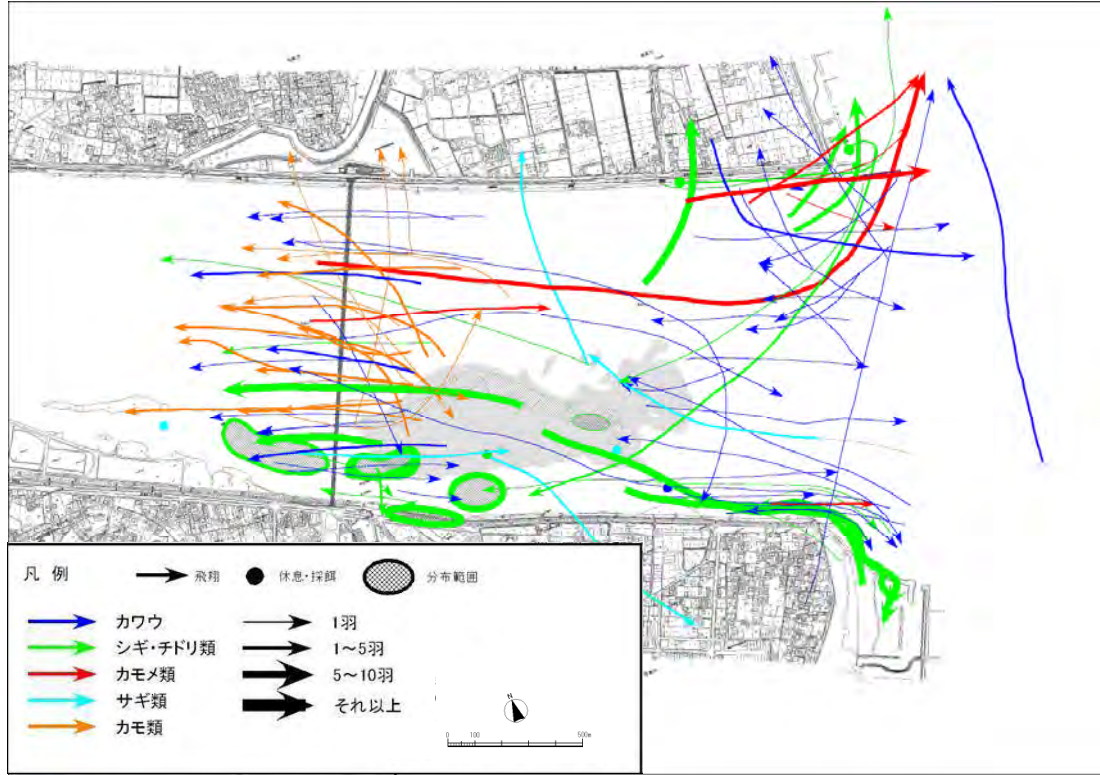 凡例
飛翔
休息・採餌
分布範囲
カワウ
1羽
シギ・チドリ類
1～5羽
カモメ類
5～10羽
サギ類
それ以上
カモ類
N
0 100 500m